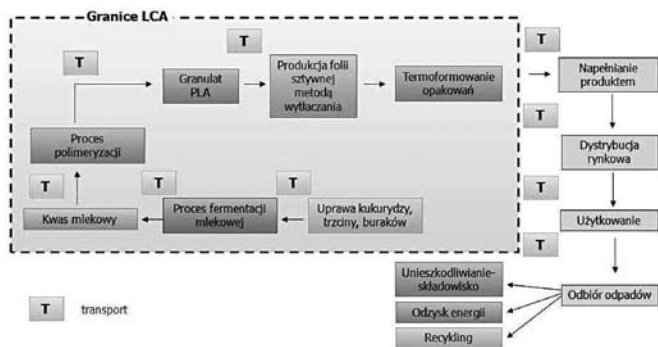 Granice LCA
T
T
T
Granulat
PLA
Produkcja folii
sztywnej
metodą
wytłaczania
Termoformowanie
opakowań
Napełnianie
produktem
T
Proces
polimeryzacji
Dystrybucja
rynkowa
T
T
T
T
Kwas mlekowy
Proces fermentacji
mlekowej
Uprawa kukurydzy,
trzciny, buraków
Użytkowanie
T
Unieszkodliwianie-
składowisko
Odbiór odpadów
T
transport
Odzysk energii
Recykling